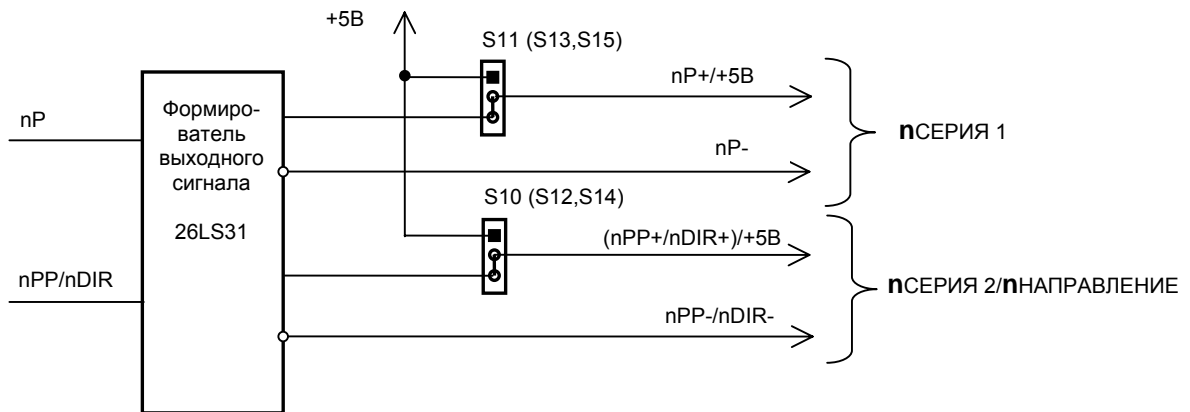 +5В
S11 (S13,S15)
nP+/+5В
nP
Формиро-
ватель
выходного
сигнала
26LS31
nСЕРИЯ 1
nP-
S10 (S12,S14)
(nPP+/nDIR+)/+5В
nPP/nDIR
nСЕРИЯ 2/nНАПРАВЛЕНИЕ
nPP-/nDIR-